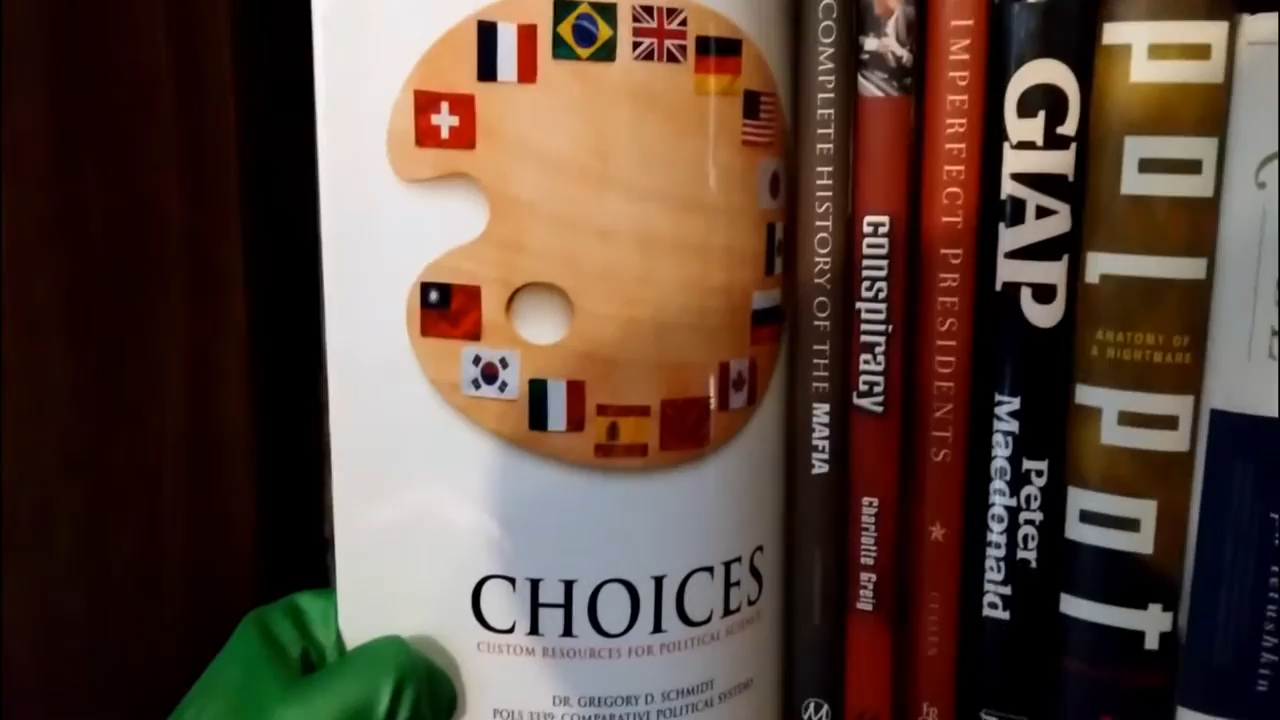 CHOICES
CUSTOM RESOURCES FOR POLITICAL SCIENCE
DR. GREGORY D. SCHMIDT
POLS 3339: COMPARATIVE POLITICAL SYSTEMS
COMPLETE HISTORY OF THE MAFIA
Conspiracy
Charlotte Greig
IMPERFECT PRESIDENTS
GIAP
Peter
Macdonald
pol pot
ANATOMY OF
A NIGHTMARE